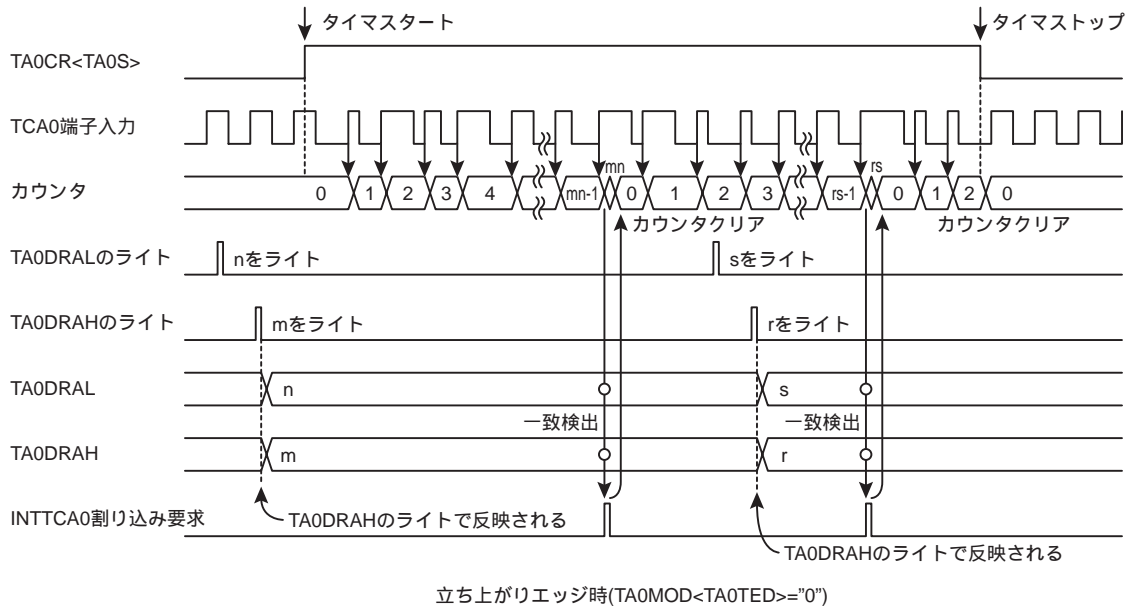 タイマスタート
タイマストップ
TA0CR<TA0S>
TCA0端子入力
カウンタ
0 1 2 3 4 mn-1 mn 0 1 2 3 rs-1 rs 0 1 2 0
カウンタクリア
カウンタクリア
TA0DRALのライト
nをライト
sをライト
TA0DRAHのライト
mをライト
rをライト
TA0DRAL
n
s
一致検出
一致検出
TA0DRAH
m
r
INTTCA0割り込み要求
TA0DRAHのライトで反映される
TA0DRAHのライトで反映される
立ち上がりエッジ時(TA0MOD<TA0TED>="0")